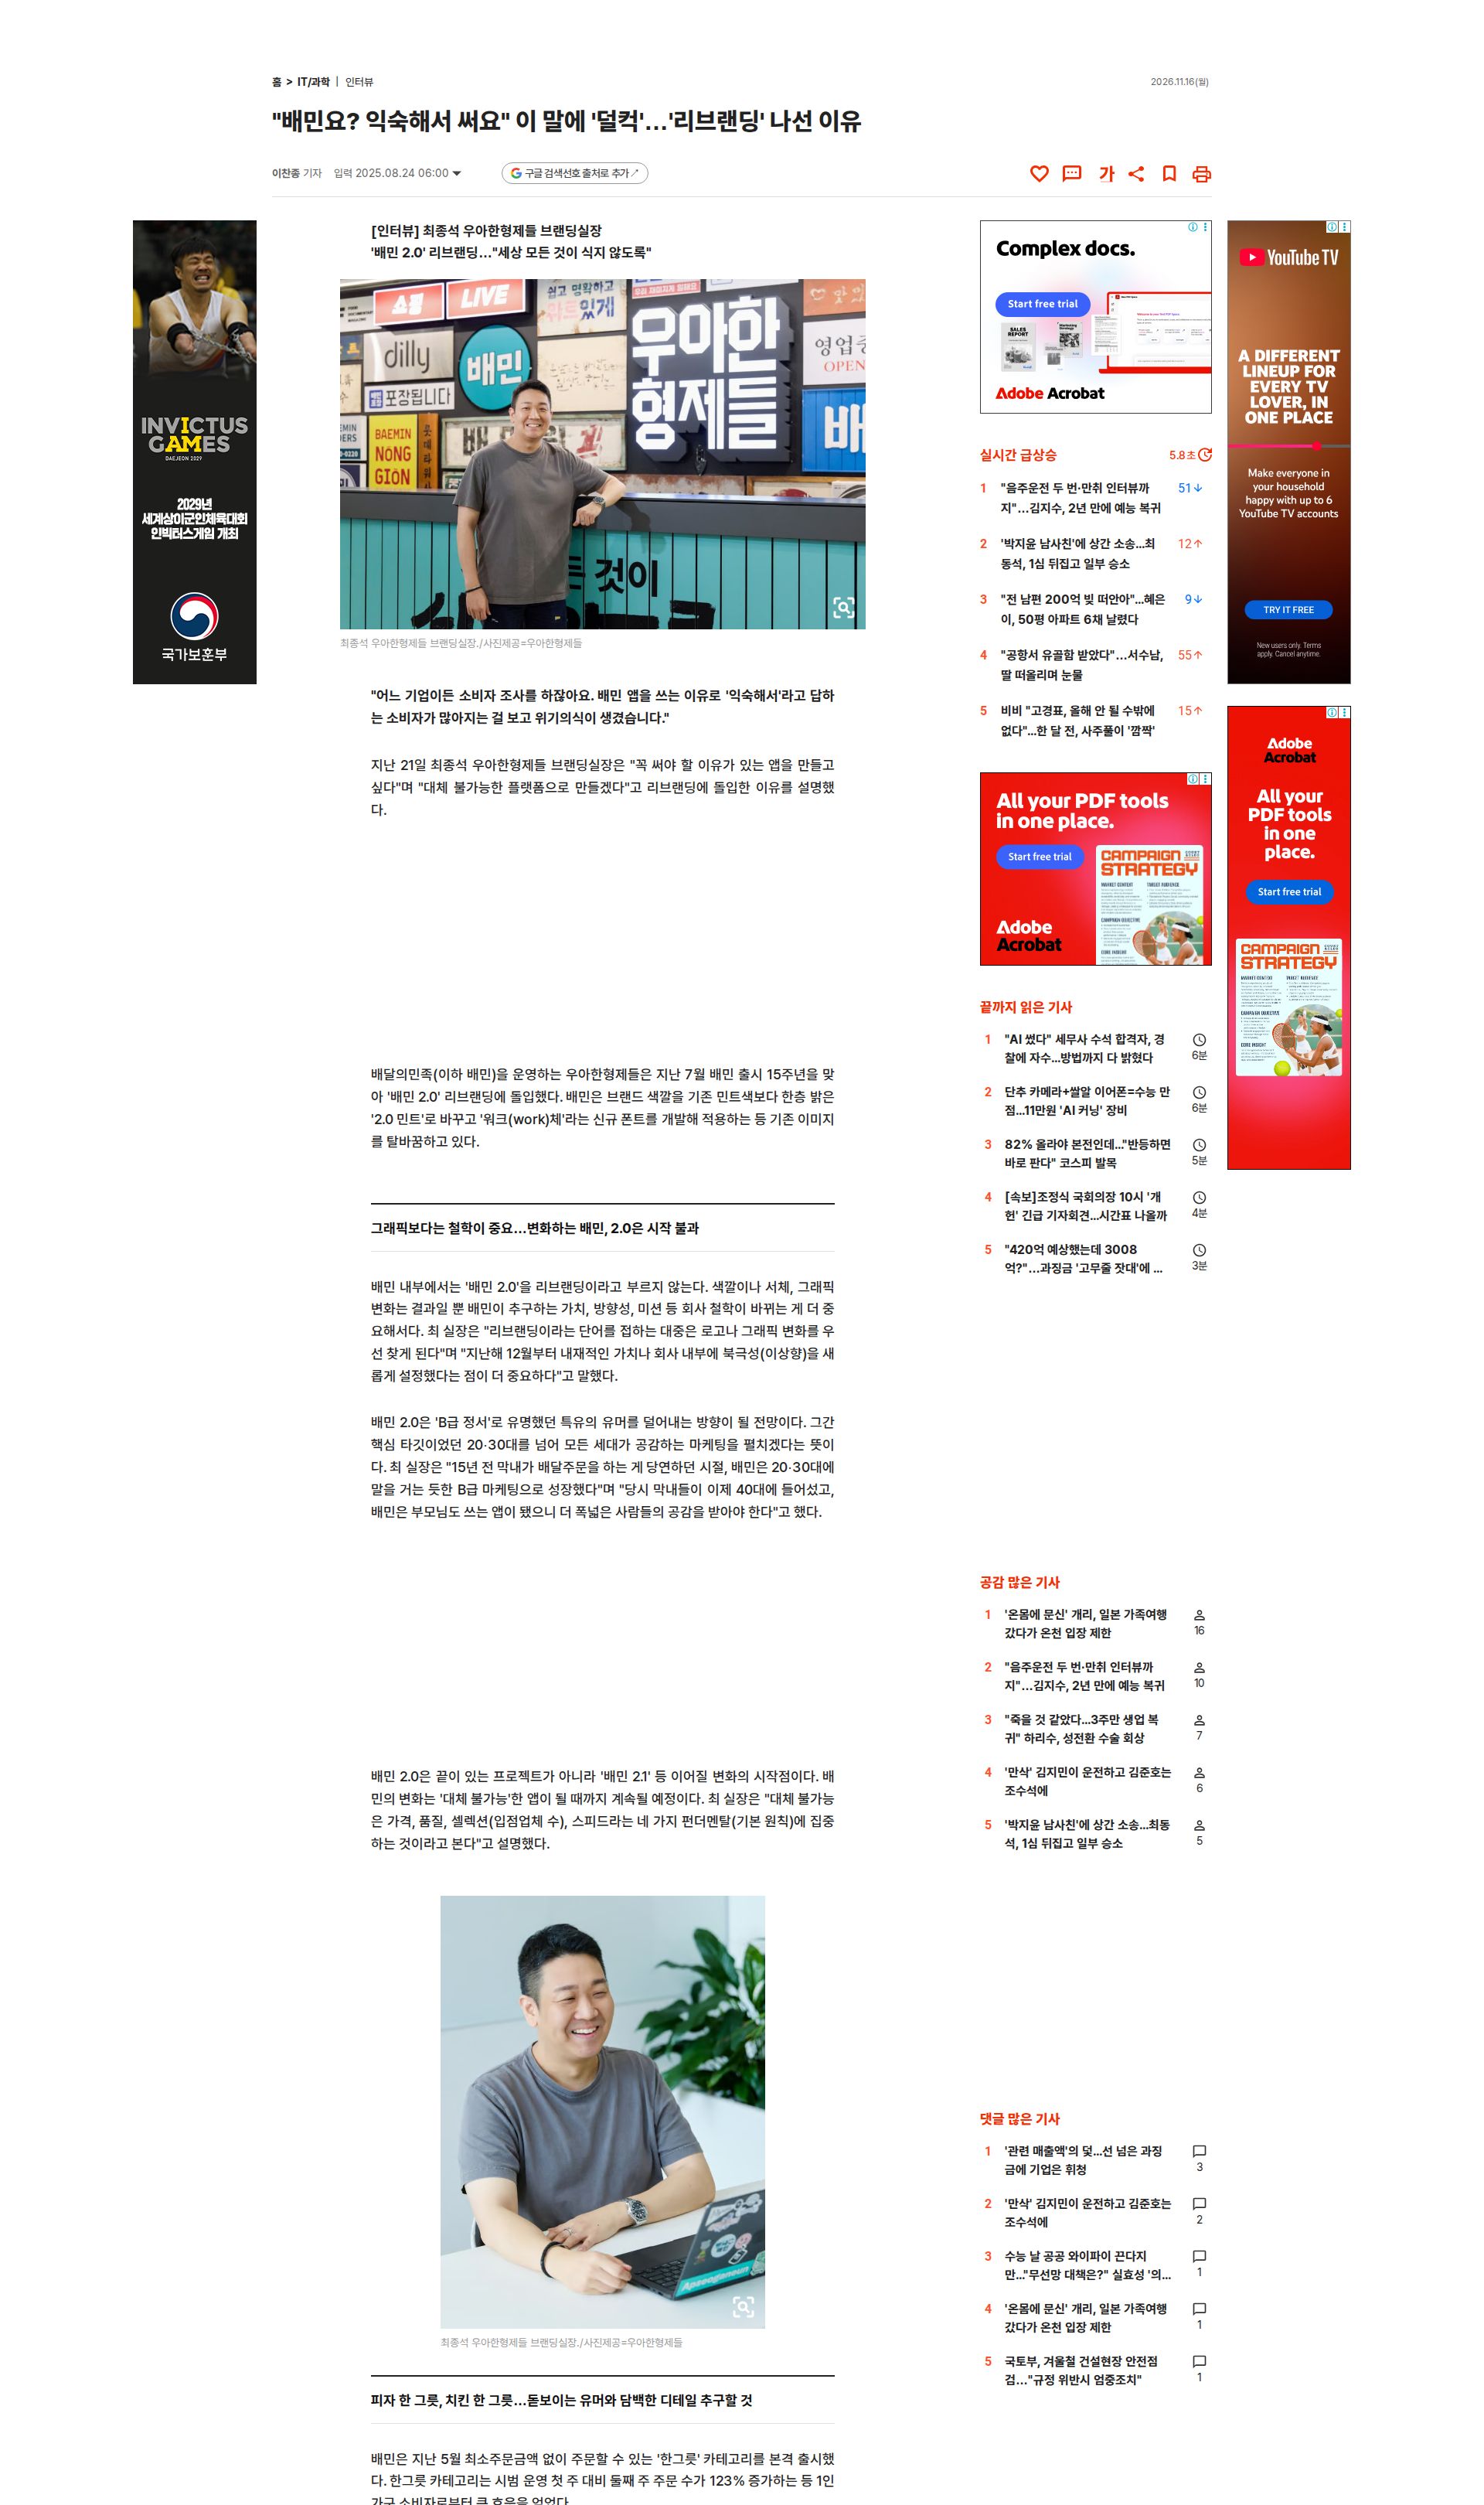 홈 > IT/과학 | 인터뷰
2026.11.16(월)
"배민요? 익숙해서 써요" 이 말에 '덜컥'…'리브랜딩' 나선 이유
이찬종 기자 입력 2025.08.24 06:00
구글 검색 선호 출처로 추가↗
가
[인터뷰] 최종석 우아한형제들 브랜딩실장
'배민 2.0' 리브랜딩…"세상 모든 것이 식지 않도록"
쇼킹
LIVE
쉽고 명확하고
위트있게
dilly
배민
우아한
형제들
포장됩니다
영업중
OPEN
BAEMIN
NÓNG
GIÓN
롯데라워
배
든 것이
최종석 우아한형제들 브랜딩실장./사진제공=우아한형제들
"어느 기업이든 소비자 조사를 하잖아요. 배민 앱을 쓰는 이유로 '익숙해서'라고 답하
는 소비자가 많아지는 걸 보고 위기의식이 생겼습니다."
지난 21일 최종석 우아한형제들 브랜딩실장은 "꼭 써야 할 이유가 있는 앱을 만들고
싶다"며 "대체 불가능한 플랫폼으로 만들겠다"고 리브랜딩에 돌입한 이유를 설명했
다.
배달의민족(이하 배민)을 운영하는 우아한형제들은 지난 7월 배민 출시 15주년을 맞
아 '배민 2.0' 리브랜딩에 돌입했다. 배민은 브랜드 색깔을 기존 민트색보다 한층 밝은
'2.0 민트'로 바꾸고 '워크(work)체'라는 신규 폰트를 개발해 적용하는 등 기존 이미지
를 탈바꿈하고 있다.
그래픽보다는 철학이 중요…변화하는 배민, 2.0은 시작 불과
배민 내부에서는 '배민 2.0'을 리브랜딩이라고 부르지 않는다. 색깔이나 서체, 그래픽
변화는 결과일 뿐 배민이 추구하는 가치, 방향성, 미션 등 회사 철학이 바뀌는 게 더 중
요해서다. 최 실장은 "리브랜딩이라는 단어를 접하는 대중은 로고나 그래픽 변화를 우
선 찾게 된다"며 "지난해 12월부터 내재적인 가치나 회사 내부에 북극성(이상향)을 새
롭게 설정했다는 점이 더 중요하다"고 말했다.
배민 2.0은 'B급 정서'로 유명했던 특유의 유머를 덜어내는 방향이 될 전망이다. 그간
핵심 타깃이었던 20·30대를 넘어 모든 세대가 공감하는 마케팅을 펼치겠다는 뜻이
다. 최 실장은 "15년 전 막내가 배달주문을 하는 게 당연하던 시절, 배민은 20·30대에
말을 거는 듯한 B급 마케팅으로 성장했다"며 "당시 막내들이 이제 40대에 들어섰고,
배민은 부모님도 쓰는 앱이 됐으니 더 폭넓은 사람들의 공감을 받아야 한다"고 했다.
배민 2.0은 끝이 있는 프로젝트가 아니라 '배민 2.1' 등 이어질 변화의 시작점이다. 배
민의 변화는 '대체 불가능'한 앱이 될 때까지 계속될 예정이다. 최 실장은 "대체 불가능
은 가격, 품질, 셀렉션(입점업체 수), 스피드라는 네 가지 펀더멘탈(기본 원칙)에 집중
하는 것이라고 본다"고 설명했다.
최종석 우아한형제들 브랜딩실장./사진제공=우아한형제들
피자 한 그릇, 치킨 한 그릇…돋보이는 유머와 담백한 디테일 추구할 것
배민은 지난 5월 최소주문금액 없이 주문할 수 있는 '한그릇' 카테고리를 본격 출시했
다. 한그릇 카테고리는 시범 운영 첫 주 대비 둘째 주 주문 수가 123% 증가하는 등 1인
가구 소비자로부터 큰 호응을 얻었다.
INVICTUS
GAMES
DAEJEON 2029
2029년
세계상이군인체육대회
인빅터스게임 개최
국가보훈부
Complex docs.
Start free trial
SALES
REPORT
Adobe Acrobat
실시간 급상승
5.8초
1 "음주운전 두 번·만취 인터뷰까
지"…김지수, 2년 만에 예능 복귀
51↓
2 '박지윤 남사친'에 상간 소송…최
동석, 1심 뒤집고 일부 승소
12↑
3 "전 남편 200억 빚 떠안아"…혜은
이, 50평 아파트 6채 날렸다
9↓
4 "공항서 유골함 받았다"…서수남,
딸 떠올리며 눈물
55↑
5 비비 "고경표, 올해 안 될 수밖에
없다"…한 달 전, 사주풀이 '깜짝'
15↑
All your PDF tools
in one place.
Start free trial
CAMPAIGN
STRATEGY
MARKET CONTEXT
TARGET AUDIENCE
CAMPAIGN OBJECTIVE
CORE INSIGHT
Adobe
Acrobat
끝까지 읽은 기사
1 "AI 썼다" 세무사 수석 합격자, 경
찰에 자수…방법까지 다 밝혔다
6분
2 단추 카메라+쌀알 이어폰=수능 만
점…11만원 'AI 커닝' 장비
6분
3 82% 올라야 본전인데…"반등하면
바로 판다" 코스피 발목
5분
4 [속보]조정식 국회의장 10시 '개
헌' 긴급 기자회견…시간표 나올까
4분
5 "420억 예상했는데 3008
억?"…과징금 '고무줄 잣대'에 ...
3분
공감 많은 기사
1 '온몸에 문신' 개리, 일본 가족여행
갔다가 온천 입장 제한
16
2 "음주운전 두 번·만취 인터뷰까
지"…김지수, 2년 만에 예능 복귀
10
3 "죽을 것 같았다…3주만 생업 복
귀" 하리수, 성전환 수술 회상
7
4 '만삭' 김지민이 운전하고 김준호는
조수석에
6
5 '박지윤 남사친'에 상간 소송…최동
석, 1심 뒤집고 일부 승소
5
댓글 많은 기사
1 '관련 매출액'의 덫…선 넘은 과징
금에 기업은 휘청
3
2 '만삭' 김지민이 운전하고 김준호는
조수석에
2
3 수능 날 공공 와이파이 끈다지
만…"무선망 대책은?" 실효성 '의...
1
4 '온몸에 문신' 개리, 일본 가족여행
갔다가 온천 입장 제한
1
5 국토부, 겨울철 건설현장 안전점
검…"규정 위반시 엄중조치"
1
YouTube TV
A DIFFERENT
LINEUP FOR
EVERY TV
LOVER, IN
ONE PLACE
Make everyone in
your household
happy with up to 6
YouTube TV accounts
TRY IT FREE
New users only. Terms
apply. Cancel anytime.
Adobe
Acrobat
All your
PDF tools
in one
place.
Start free trial
CAMPAIGN
STRATEGY
MARKET CONTEXT
TARGET AUDIENCE
CAMPAIGN OBJECTIVE
CORE INSIGHT